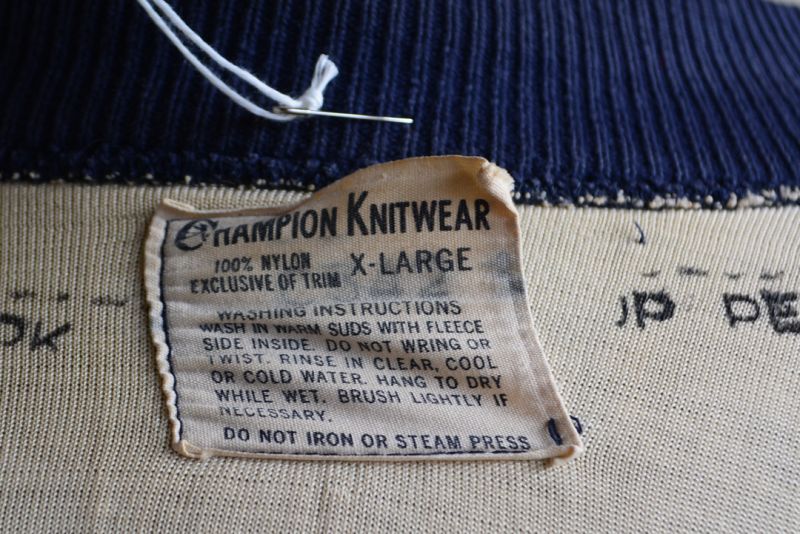 CHAMPION KNITWEAR
100% NYLON X-LARGE
EXCLUSIVE OF TRIM
WASHING INSTRUCTIONS
WASH IN WARM SUDS WITH FLEECE
SIDE INSIDE. DO NOT WRING OR
TWIST. RINSE IN CLEAR, COOL
OR COLD WATER. HANG TO DRY
WHILE WET. BRUSH LIGHTLY IF
NECESSARY.
DO NOT IRON OR STEAM PRESS